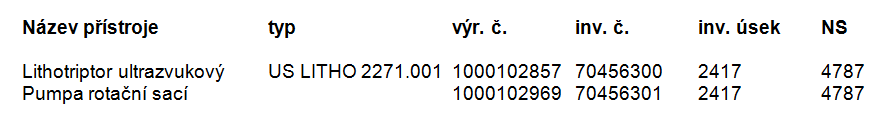 Název přístroje typ výr. č. inv. č. inv. úsek NS
Lithotriptor ultrazvukový US LITHO 2271.001 1000102857 70456300 2417 4787
Pumpa rotační sací 1000102969 70456301 2417 4787